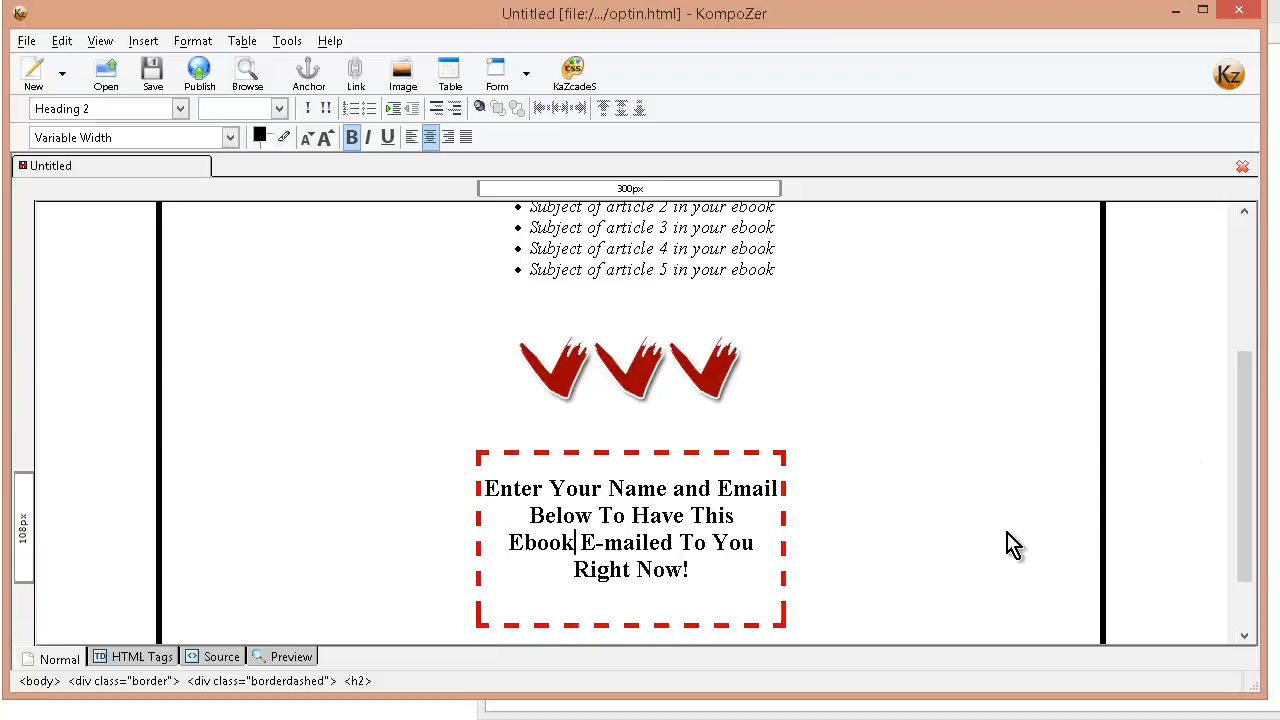 Untitled [file:/.../optin.html] - KompoZer
File Edit View Insert Format Table Tools Help
New Open Save Publish Browse Anchor Link Image Table Form KaZcadeS
Kz
Heading 2
Variable Width
B I U
Untitled
300px
Subject of article 2 in your ebook
Subject of article 3 in your ebook
Subject of article 4 in your ebook
Subject of article 5 in your ebook
108px
Enter Your Name and Email
Below To Have This
Ebook E-mailed To You
Right Now!
Normal HTML Tags Source Preview
<body> <div class="border"> <div class="borderdashed"> <h2>